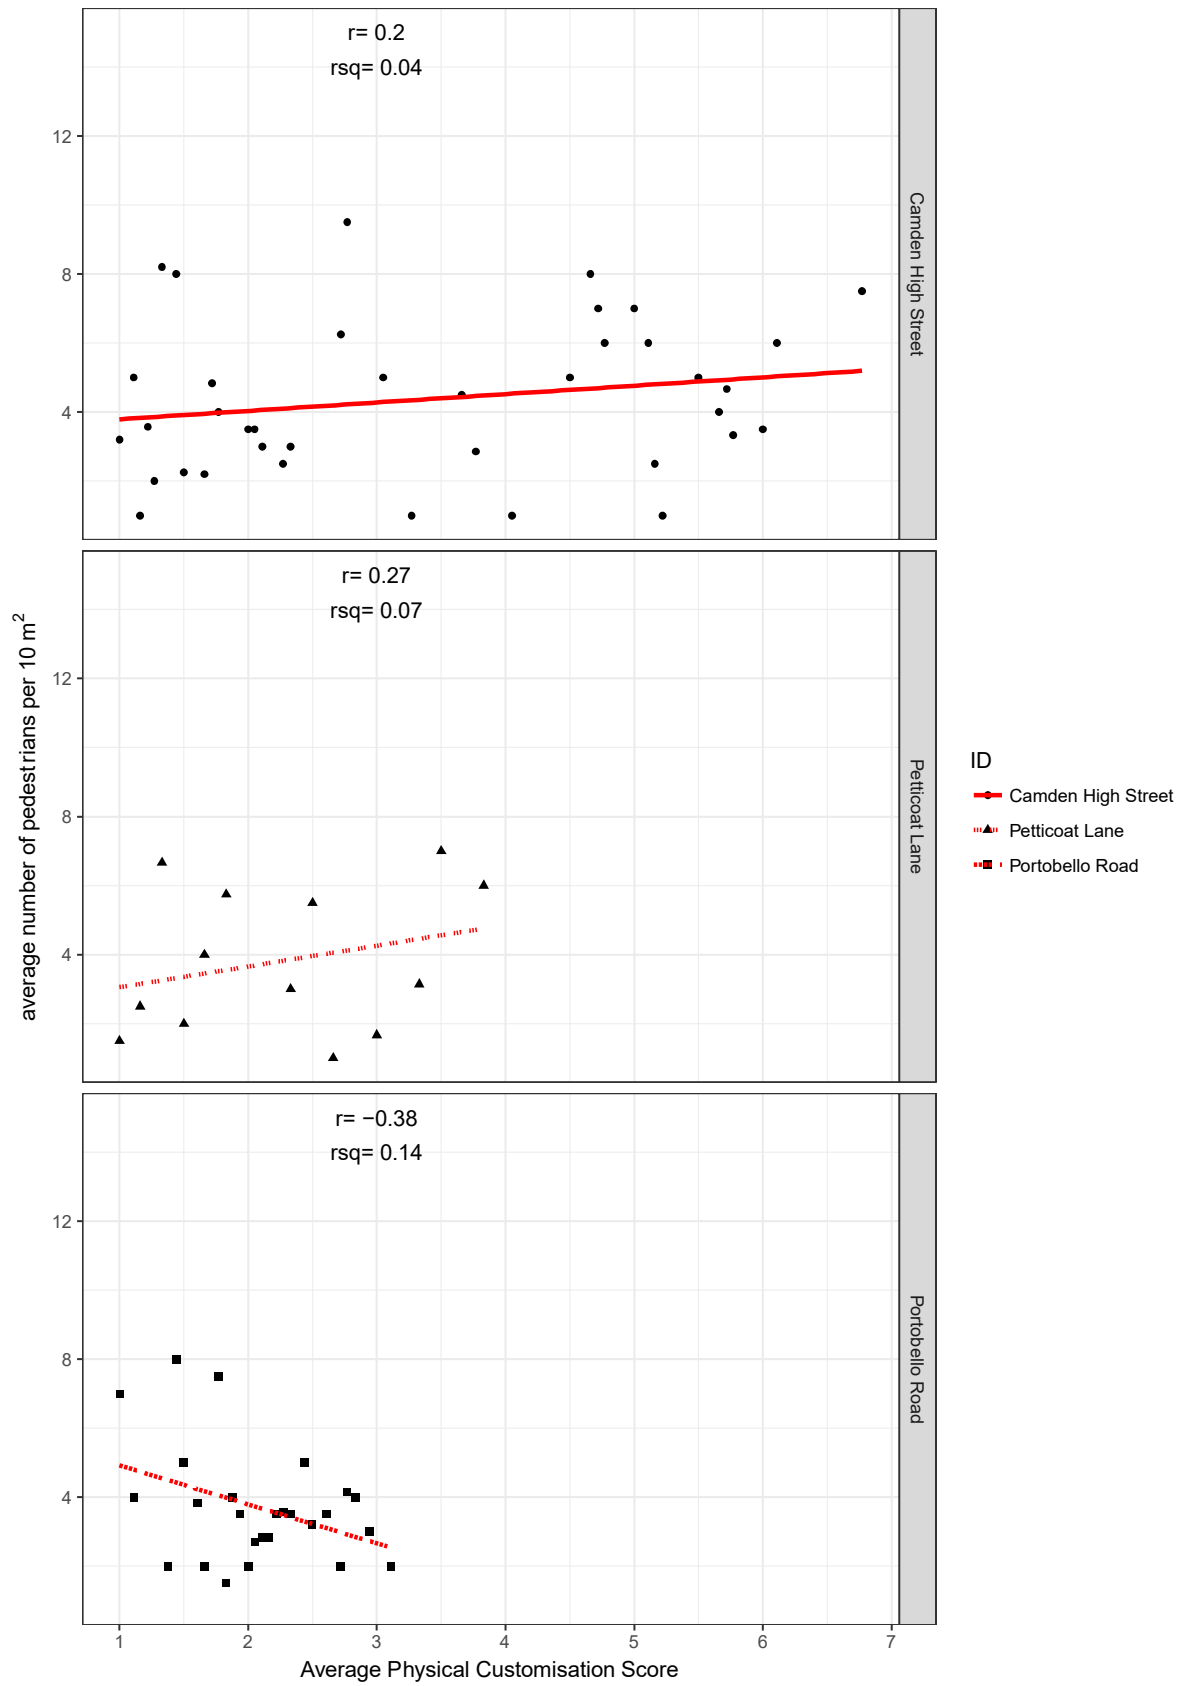 r= 0.2
rsq= 0.04
12
8
4
Camden High Street
r= 0.27
rsq= 0.07
12
8
4
Petticoat Lane
r= −0.38
rsq= 0.14
12
8
4
Portobello Road
1 2 3 4 5 6 7
Average Physical Customisation Score
average number of pedestrians per 10 m²
ID
Camden High Street
Petticoat Lane
Portobello Road